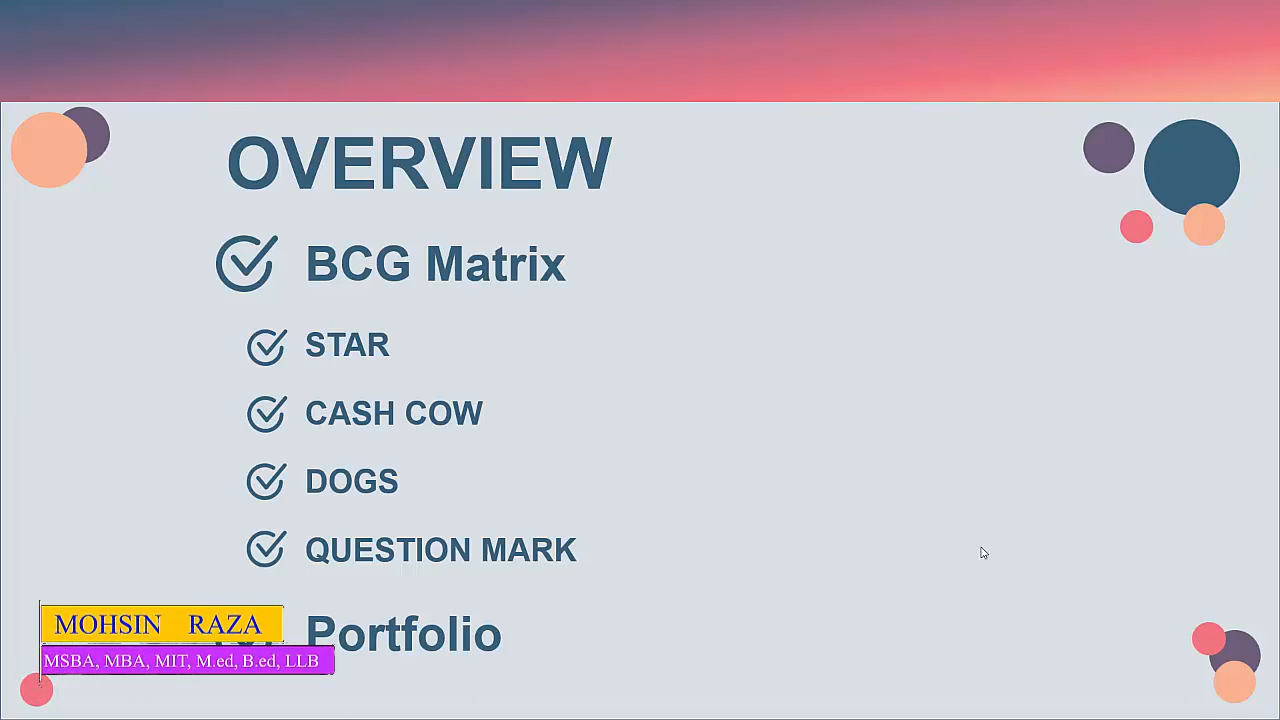 OVERVIEW
BCG Matrix
STAR
CASH COW
DOGS
QUESTION MARK
Portfolio
MOHSIN RAZA
MSBA, MBA, MIT, M.ed, B.ed, LLB